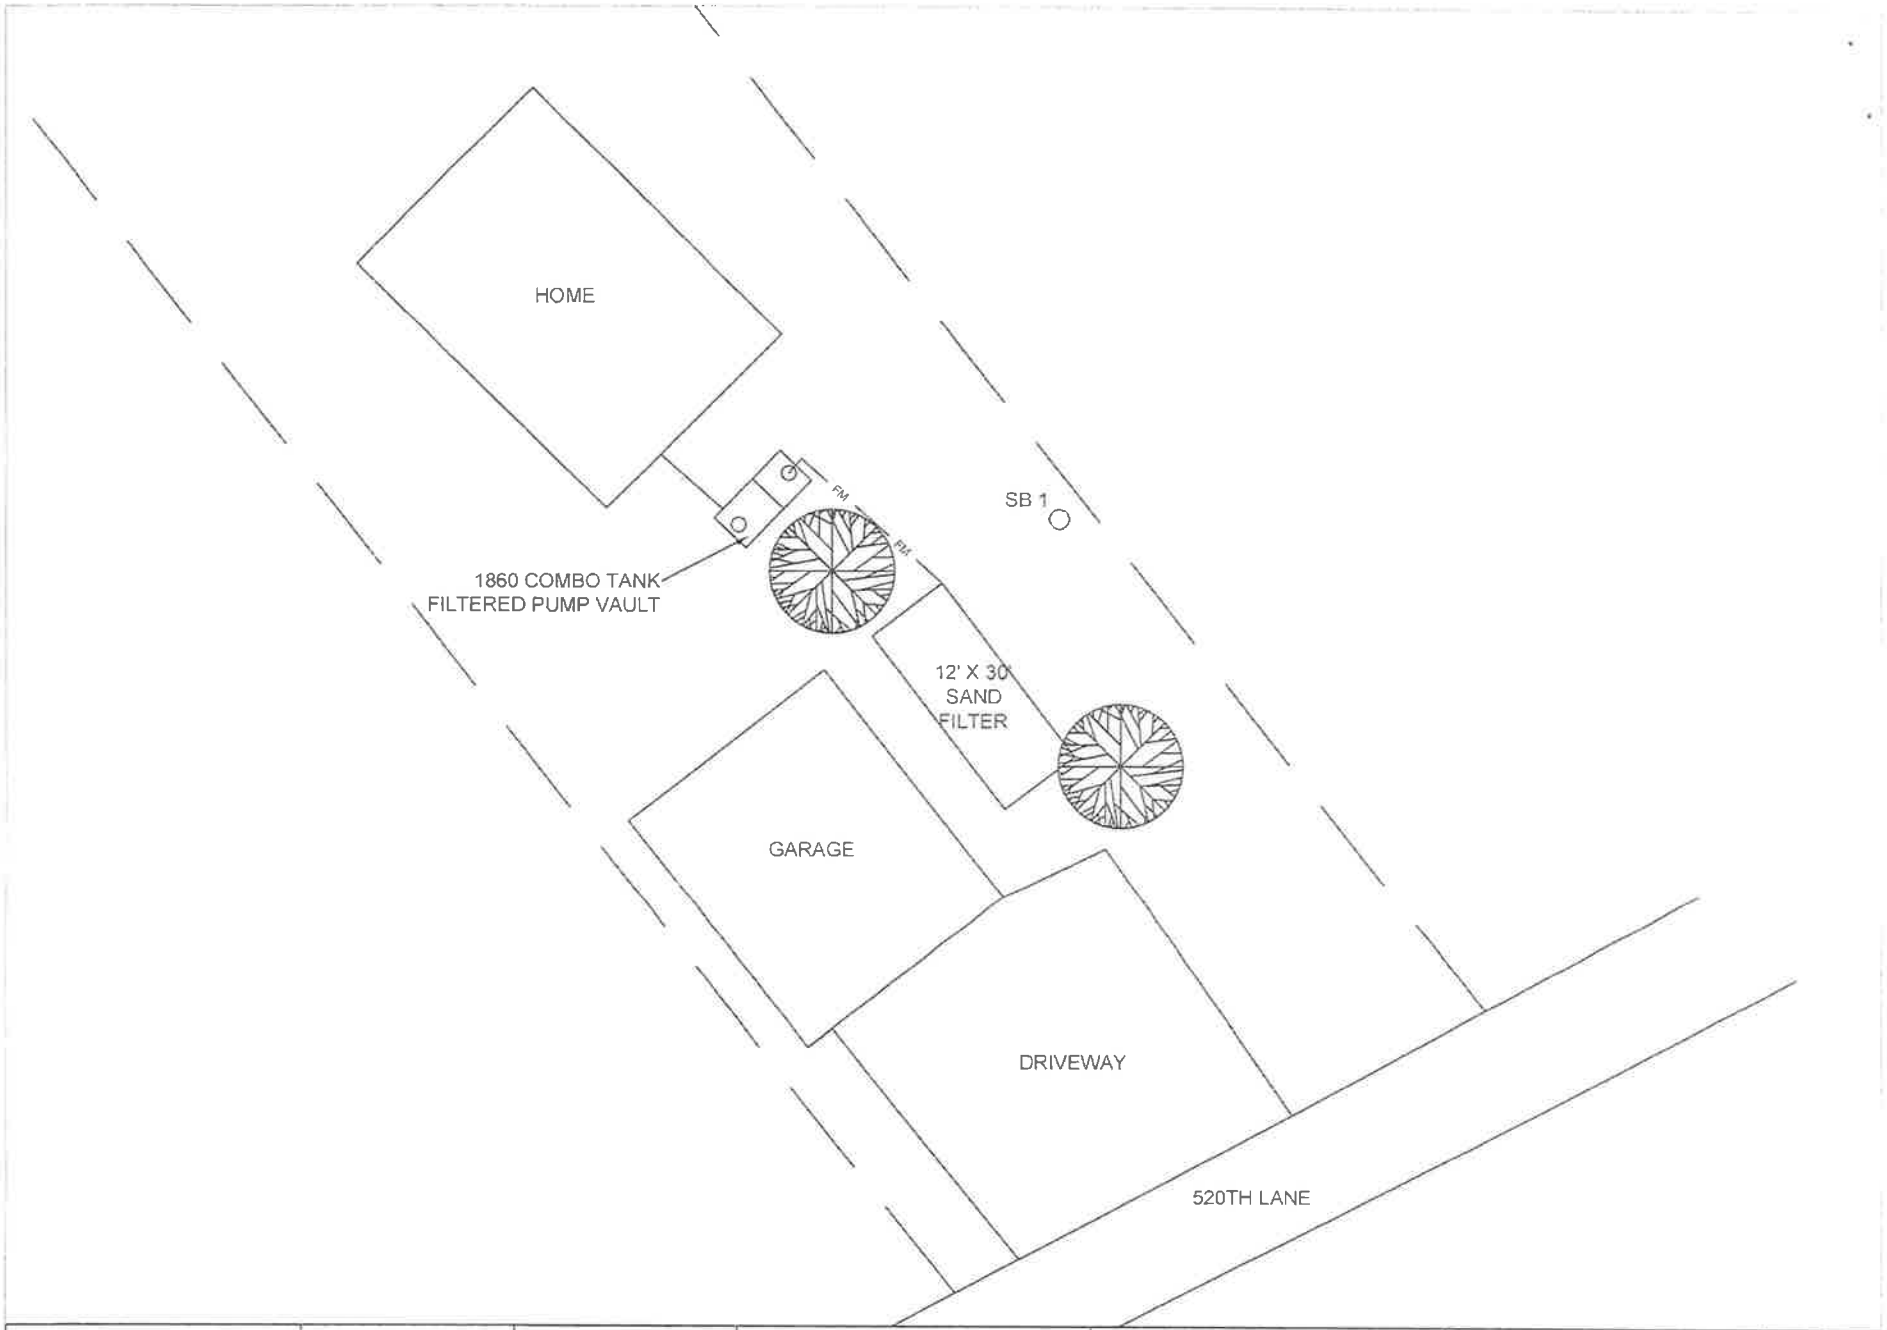 HOME
FM
SB 1
FM
1860 COMBO TANK
FILTERED PUMP VAULT
12' X 30'
SAND
FILTER
GARAGE
DRIVEWAY
520TH LANE